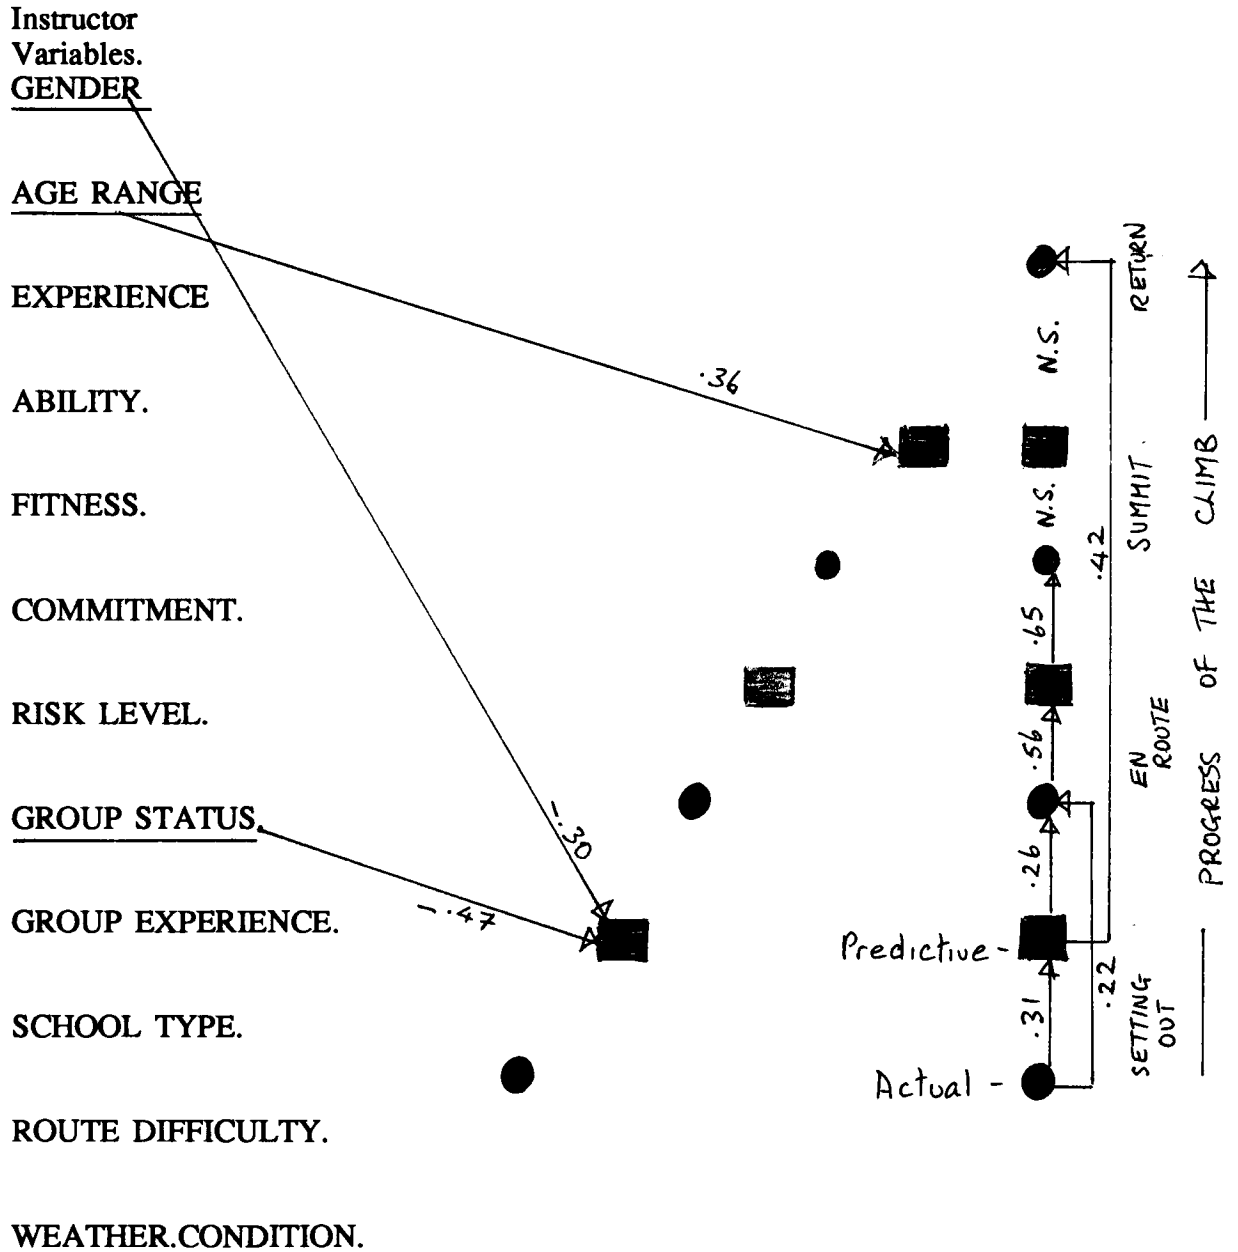 Instructor
Variables.
GENDER
AGE RANGE
EXPERIENCE
ABILITY.
FITNESS.
COMMITMENT.
RISK LEVEL.
GROUP STATUS.
GROUP EXPERIENCE.
SCHOOL TYPE.
ROUTE DIFFICULTY.
WEATHER.CONDITION.
.36
-.30
-.47
Predictive -
Actual -
N.S.
N.S.
.65
.56
.26
.31
.42
.22
RETURN
SUMMIT.
EN
ROUTE
SETTING
OUT
PROGRESS OF THE CLIMB